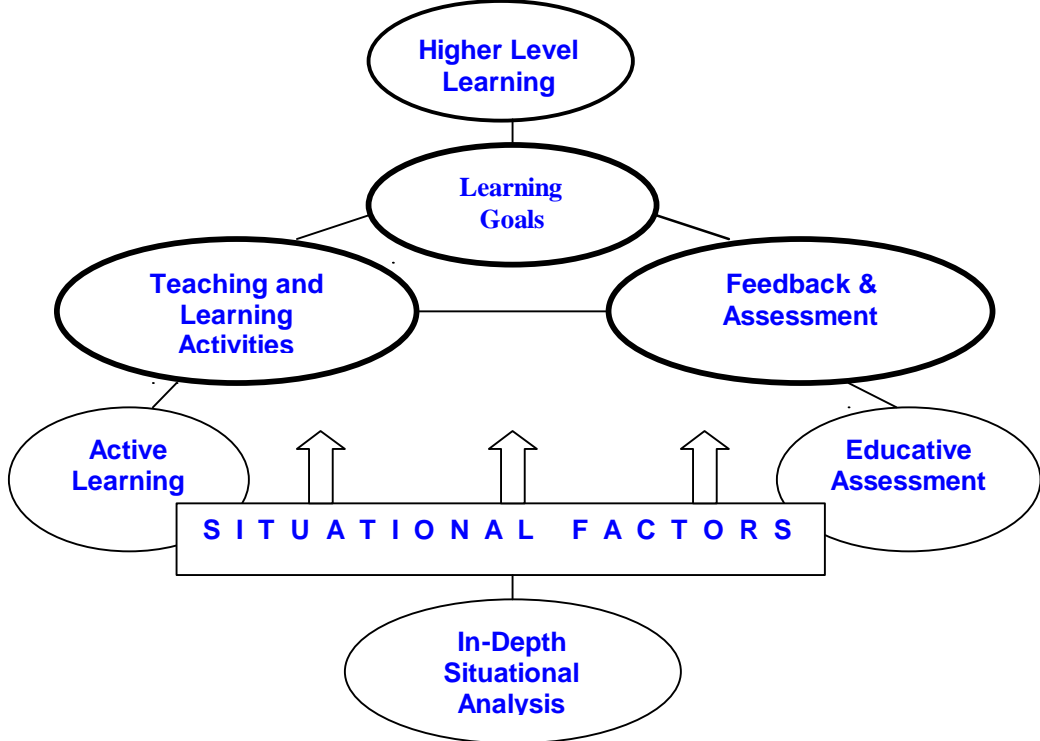 Higher Level
Learning
Learning
Goals
Teaching and
Learning
Activities
Feedback &
Assessment
Active
Learning
Educative
Assessment
S I T U A T I O N A L F A C T O R S
In-Depth
Situational
Analysis